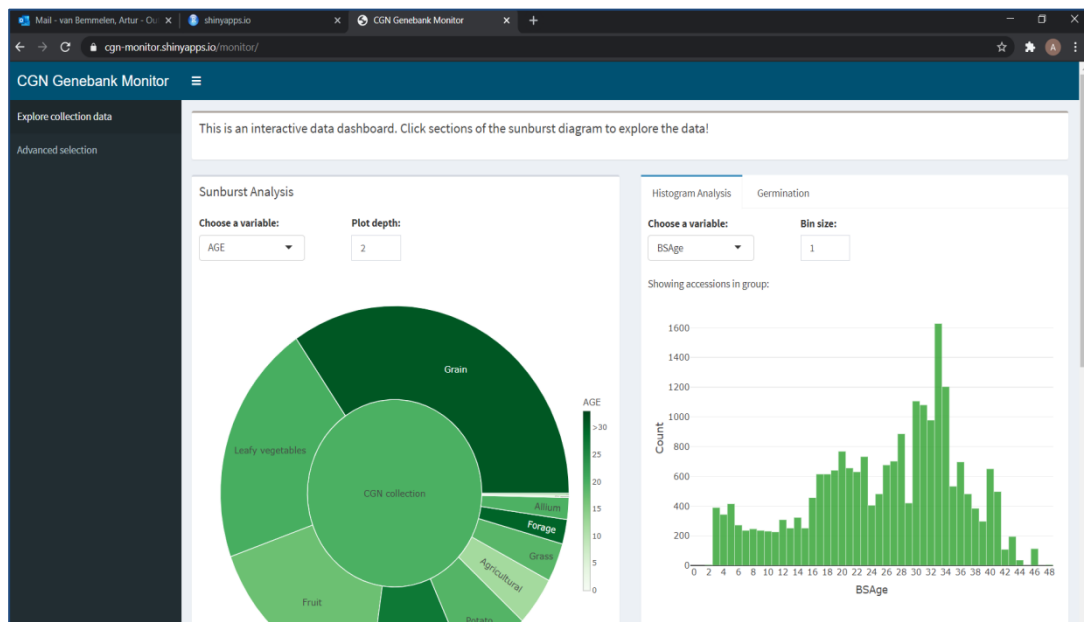 Mail - van Bemmelen, Artur - Ou
shinyapps.io
CGN Genebank Monitor
cgn-monitor.shinyapps.io/monitor/
A
CGN Genebank Monitor
Explore collection data
Advanced selection
This is an interactive data dashboard. Click sections of the sunburst diagram to explore the data!
Sunburst Analysis
Choose a variable: Plot depth:
AGE 2
Grain
Leafy vegetables
CGN collection
Allium
Forage
Grass
Agricultural
Potato
Fruit
AGE
>30
25
20
15
10
5
0
Histogram Analysis Germination
Choose a variable: Bin size:
BSAge 1
Showing accessions in group:
1600
1400
1200
1000
800
600
400
200
0
Count
0 2 4 6 8 10 12 14 16 18 20 22 24 26 28 30 32 34 36 38 40 42 44 46 48
BSAge